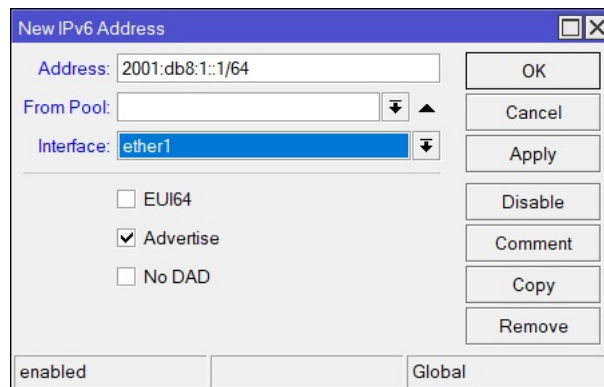 New IPv6 Address
Address: 2001:db8:1::1/64
From Pool:
Interface: ether1
EUI64
Advertise
No DAD
OK
Cancel
Apply
Disable
Comment
Copy
Remove
enabled
Global